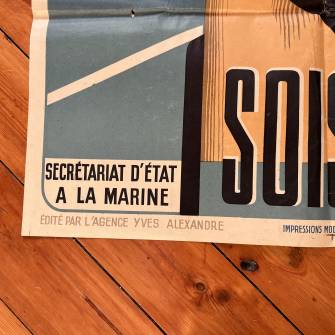 SOIS
SECRÉTARIAT D'ÉTAT
A LA MARINE
ÉDITÉ PAR L'AGENCE YVES ALEXANDRE
IMPRESSIONS